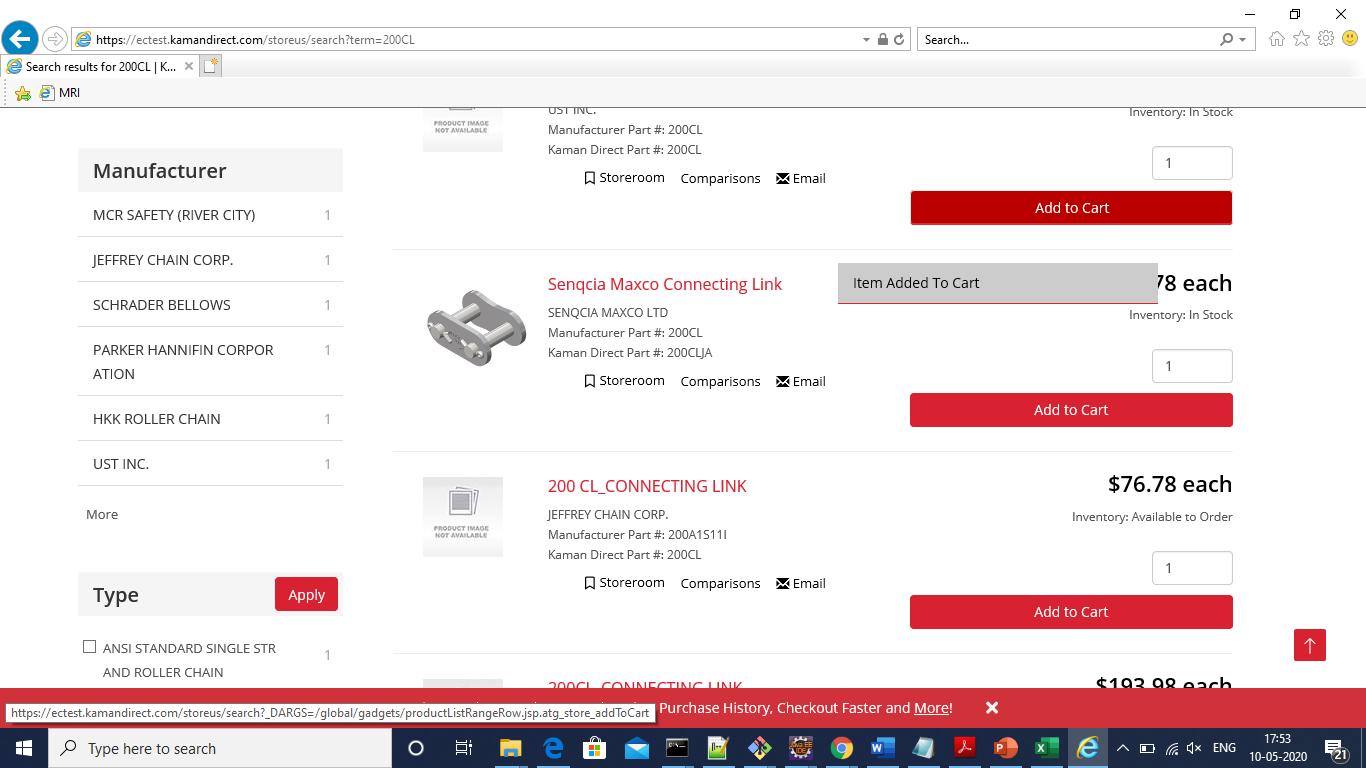 https://ectest.kamandirect.com/storeus/search?term=200CL
Search...
Search results for 200CL | K...
MRI
PRODUCT IMAGE
NOT AVAILABLE
UST INC.
Manufacturer Part #: 200CL
Kaman Direct Part #: 200CL
Storeroom Comparisons Email
Inventory: In Stock
1
Add to Cart
Manufacturer
MCR SAFETY (RIVER CITY) 1
JEFFREY CHAIN CORP. 1
SCHRADER BELLOWS 1
PARKER HANNIFIN CORPOR 1
ATION
HKK ROLLER CHAIN 1
UST INC. 1
More
Type
Apply
ANSI STANDARD SINGLE STR 1
AND ROLLER CHAIN
Senqcia Maxco Connecting Link
SENQCIA MAXCO LTD
Manufacturer Part #: 200CL
Kaman Direct Part #: 200CLJA
Storeroom Comparisons Email
Item Added To Cart
78 each
Inventory: In Stock
1
Add to Cart
PRODUCT IMAGE
NOT AVAILABLE
200 CL_CONNECTING LINK
JEFFREY CHAIN CORP.
Manufacturer Part #: 200A1S11I
Kaman Direct Part #: 200CL
Storeroom Comparisons Email
$76.78 each
Inventory: Available to Order
1
Add to Cart
200CL_CONNECTING LINK
$193.98 each
Purchase History, Checkout Faster and More!
https://ectest.kamandirect.com/storeus/search?_DARGS=/global/gadgets/productListRangeRow.jsp.atg_store_addToCart
Type here to search
ENG
17:53
10-05-2020
21